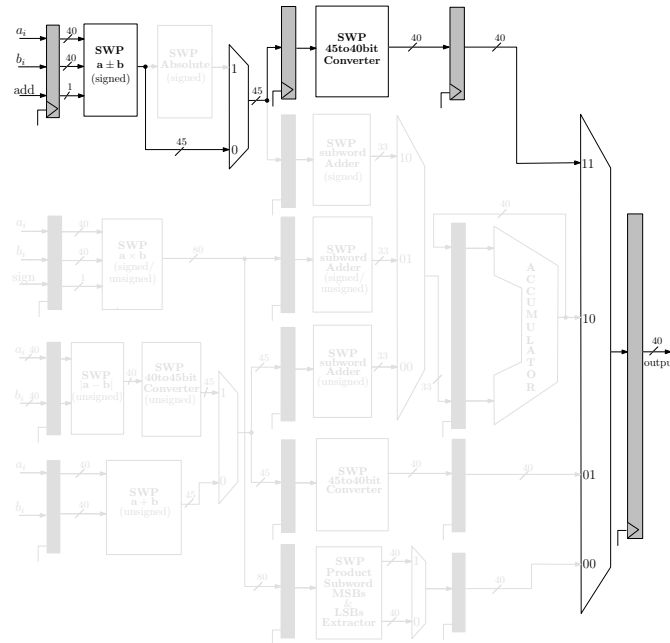 a_i 40
b_i 40
add 1
SWP
a ± b
(signed)
SWP
Absolute
(signed)
1
0
45
45
SWP
45to40bit
Converter
40
40
SWP
subword
Adder
(signed)
33
10
11
a_i 40
b_i 40
sign 1
SWP
a × b
(signed/
unsigned)
80
SWP
subword
Adder
(signed/
unsigned)
33
01
40
ACCUMULATOR
10
a_i 40
b_i 40
SWP
|a − b|
(unsigned)
40
SWP
40to45bit
Converter
(unsigned)
45
1
0
45
SWP
subword
Adder
(unsigned)
33
00
33
40
output
a_i 40
b_i 40
SWP
a + b
(unsigned)
45
45
SWP
45to40bit
Converter
40
40
01
80
SWP
Product
Subword
MSBs
&
LSBs
Extractor
40
40
1
0
40
00